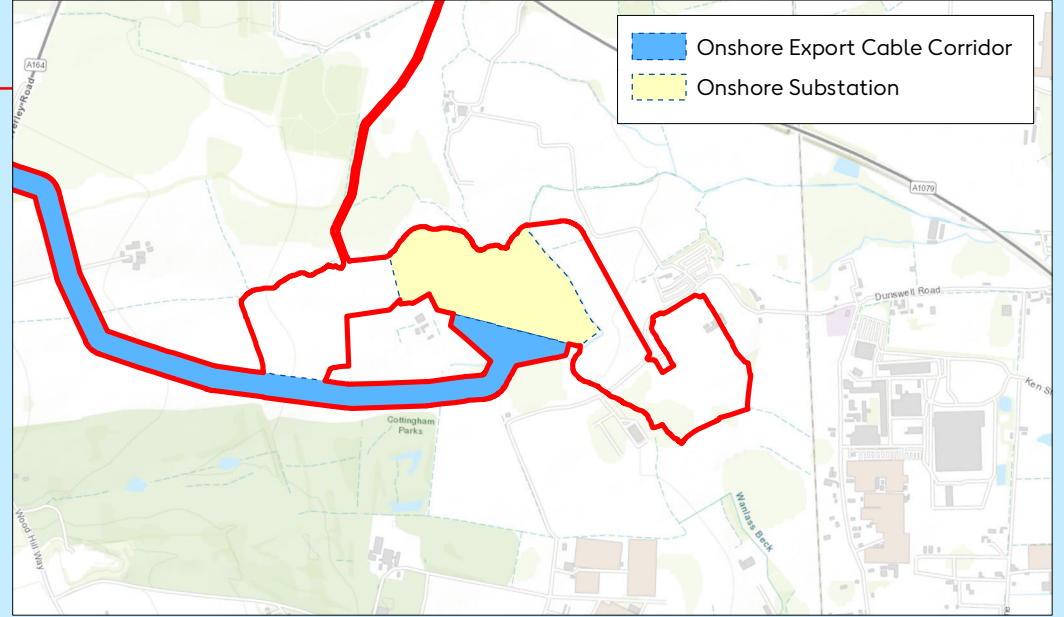 Onshore Export Cable Corridor
Onshore Substation
A164
A1079
Dunswell Road
Cottingham
Parks
Wanlass Beck
Wood Hill Way